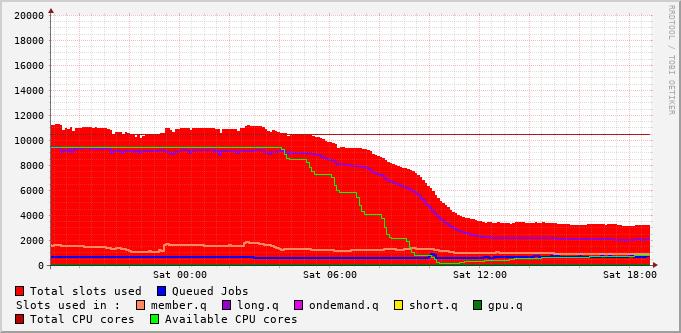 RRDTOOL / TOBI OETIKER
20000
18000
16000
14000
12000
10000
8000
6000
4000
2000
0
Sat 00:00 Sat 06:00 Sat 12:00 Sat 18:00
Total slots used Queued Jobs
Slots used in : member.q long.q ondemand.q short.q gpu.q
Total CPU cores Available CPU cores